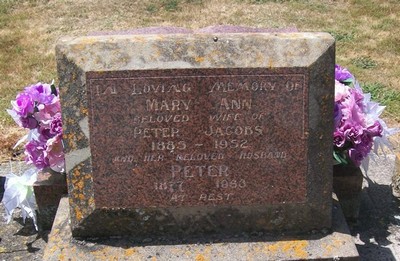 In Loving Memory of
MARY ANN
BELOVED WIFE OF
PETER JACOBS
1885 - 1952
AND HER BELOVED HUSBAND
PETER
1877
AT REST